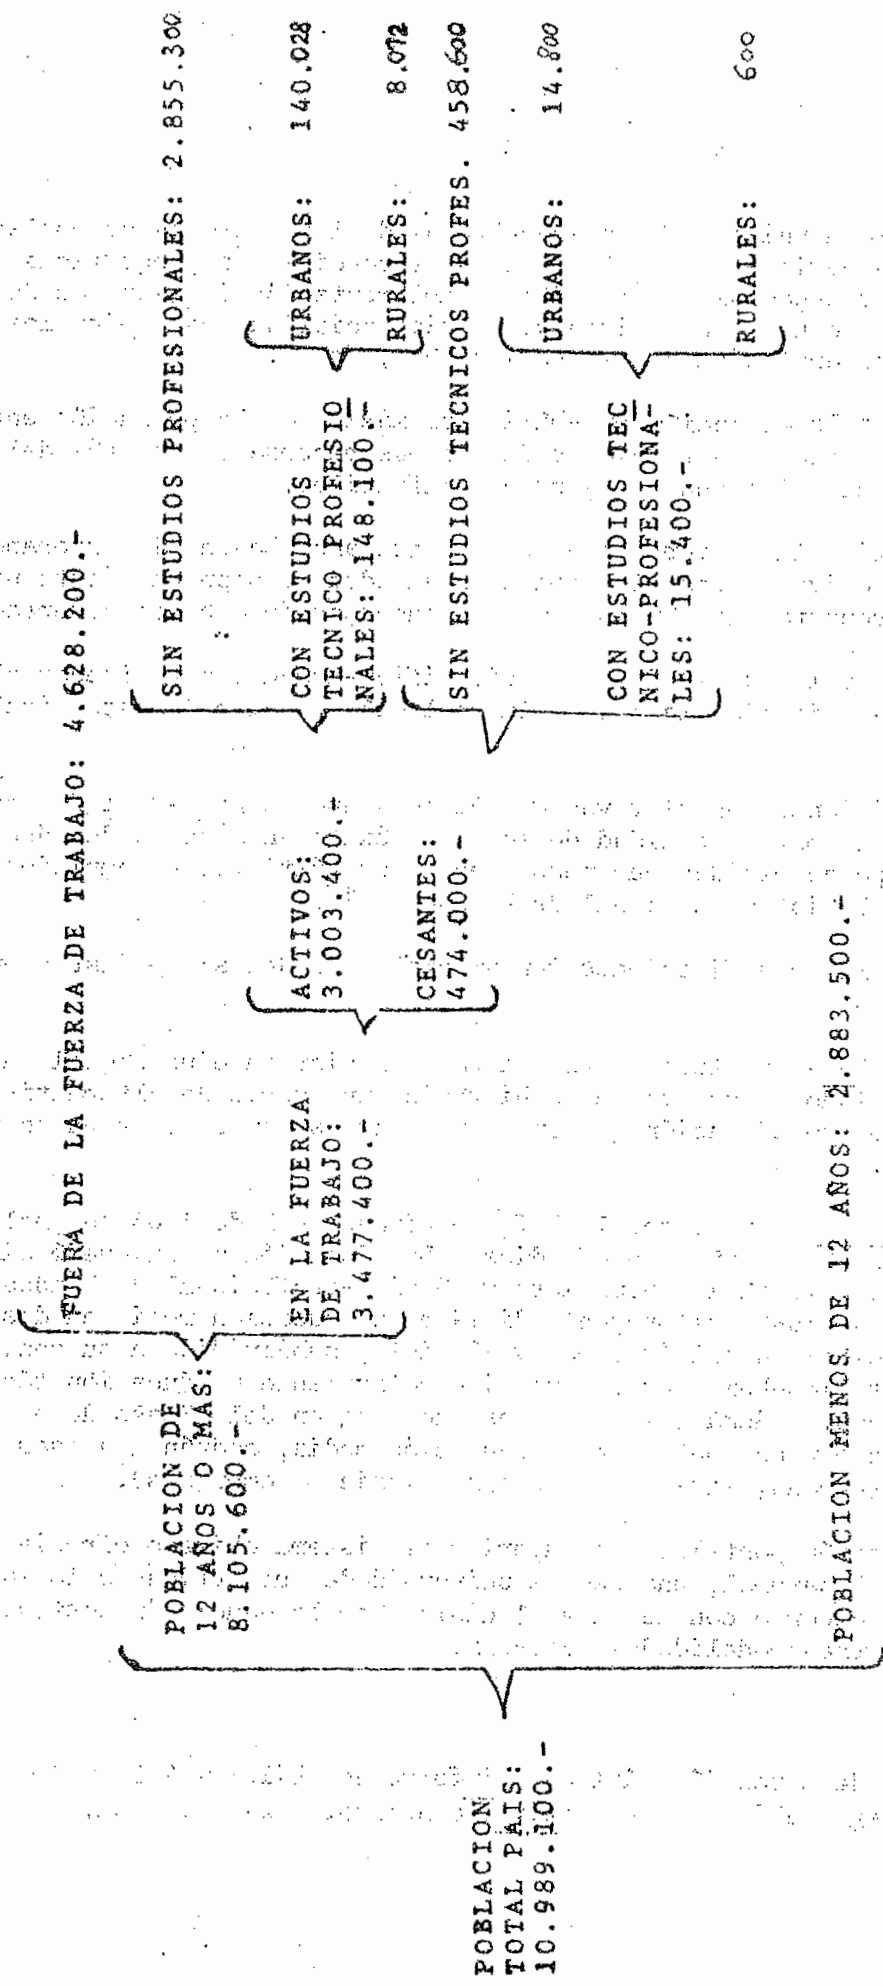 FUERA DE LA FUERZA DE TRABAJO: 4.628.200.-
SIN ESTUDIOS PROFESIONALES: 2.855.300
POBLACION DE
12 AÑOS O MAS:
8.105.600.-
EN LA FUERZA
DE TRABAJO:
3.477.400.-
ACTIVOS:
3.003.400.-
CON ESTUDIOS
TECNICO PROFESIO
NALES: 148.100.-
URBANOS: 140.028
RURALES: 8.072
CESANTES:
474.000.-
SIN ESTUDIOS TECNICOS PROFES. 458.600
POBLACION
TOTAL PAIS:
10.989.100.-
CON ESTUDIOS TEC
NICO-PROFESIONA-
LES: 15.400.-
URBANOS: 14.800
RURALES: 600
POBLACION MENOS DE 12 AÑOS: 2.883.500.-